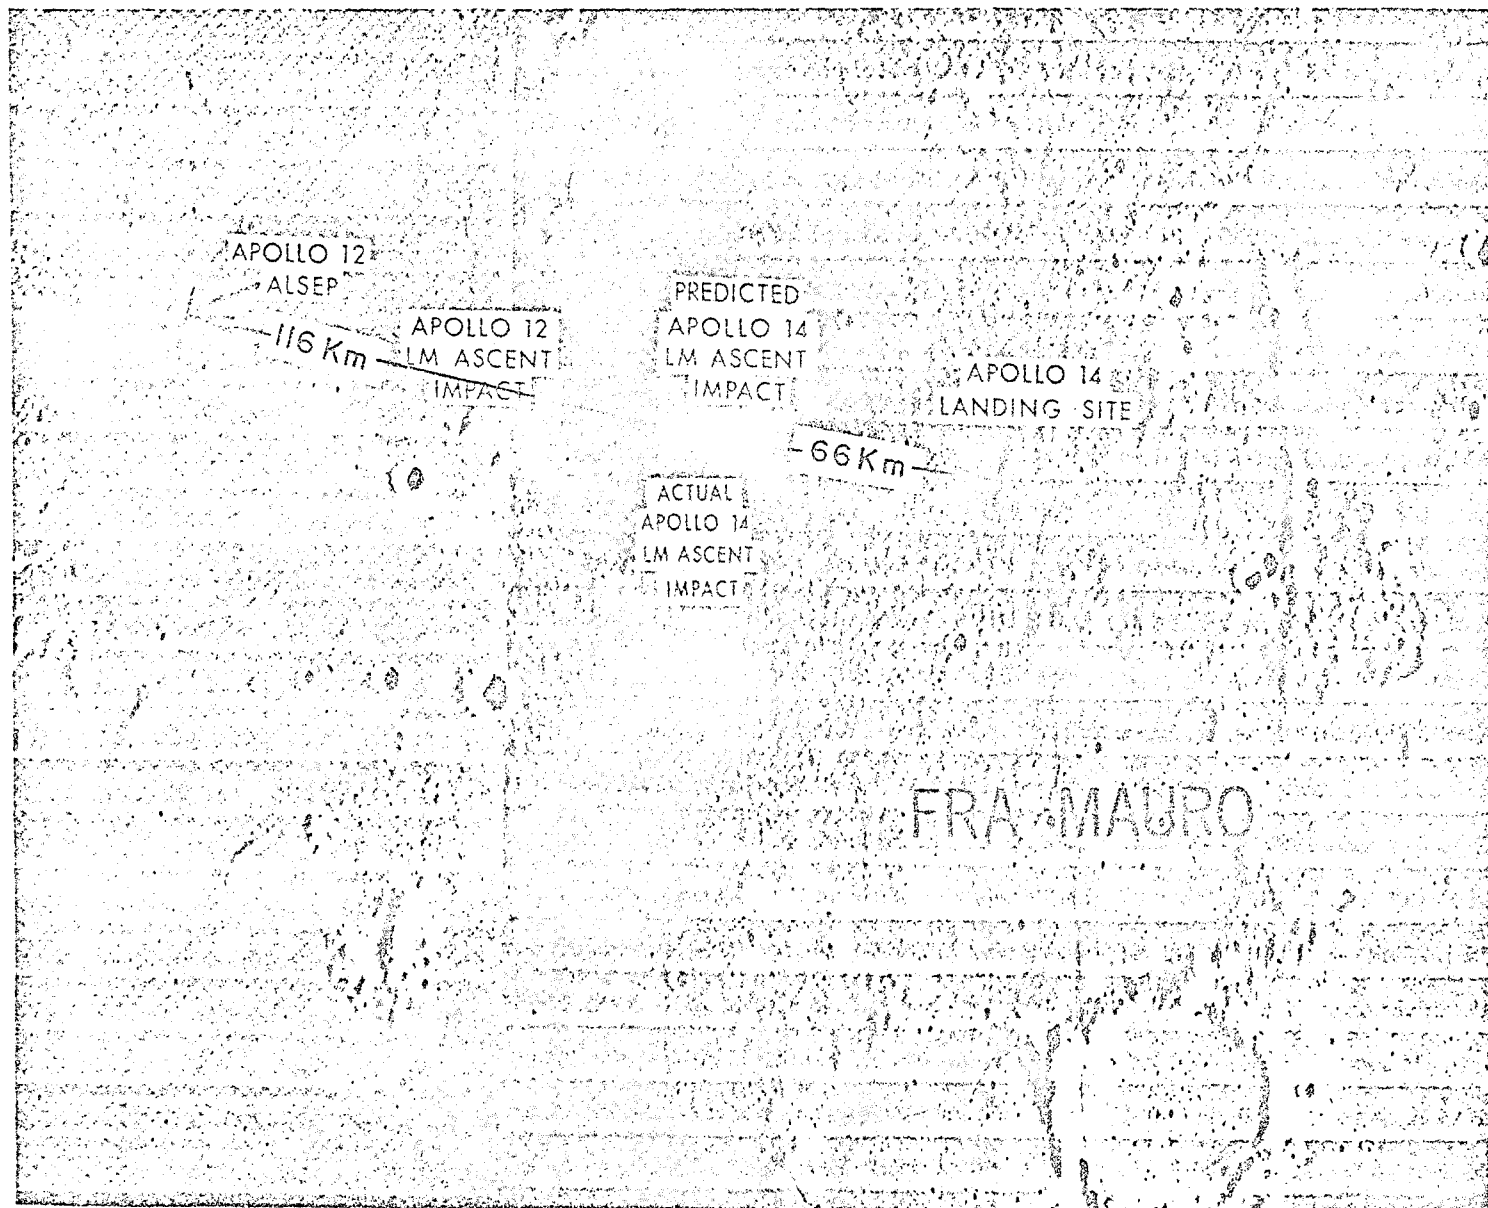 APOLLO 12
ALSEP
116 Km
APOLLO 12
LM ASCENT
IMPACT
PREDICTED
APOLLO 14
LM ASCENT
IMPACT
APOLLO 14
LANDING SITE
66 Km
ACTUAL
APOLLO 14
LM ASCENT
IMPACT
FRA MAURO